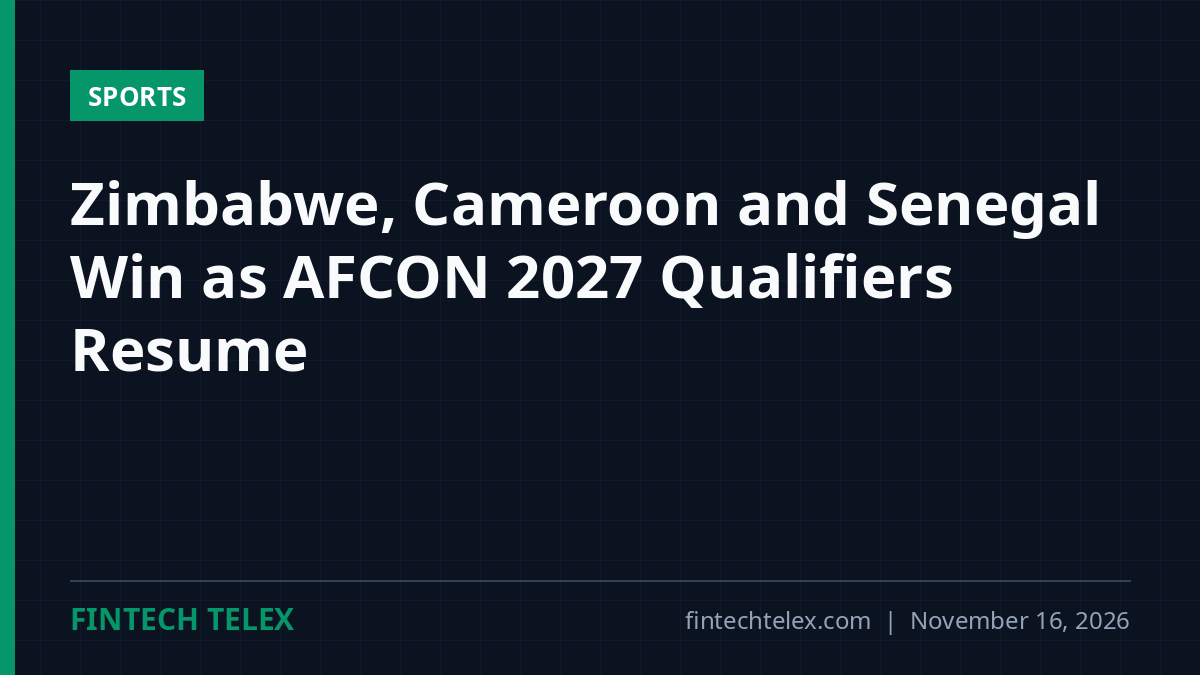 SPORTS
Zimbabwe, Cameroon and Senegal
Win as AFCON 2027 Qualifiers
Resume
FINTECH TELEX
fintechtelex.com | November 16, 2026